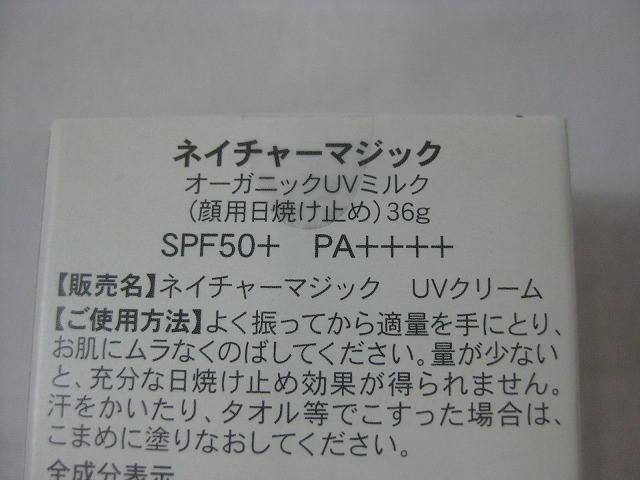 ネイチャーマジック
オーガニックUVミルク
(顔用日焼け止め)36g
SPF50+　PA++++
【販売名】ネイチャーマジック　UVクリーム
【ご使用方法】よく振ってから適量を手にとり、
お肌にムラなくのばしてください。量が少ない
と、充分な日焼け止め効果が得られません。
汗をかいたり、タオル等でこすった場合は、
こまめに塗りなおしてください。
全成分表示